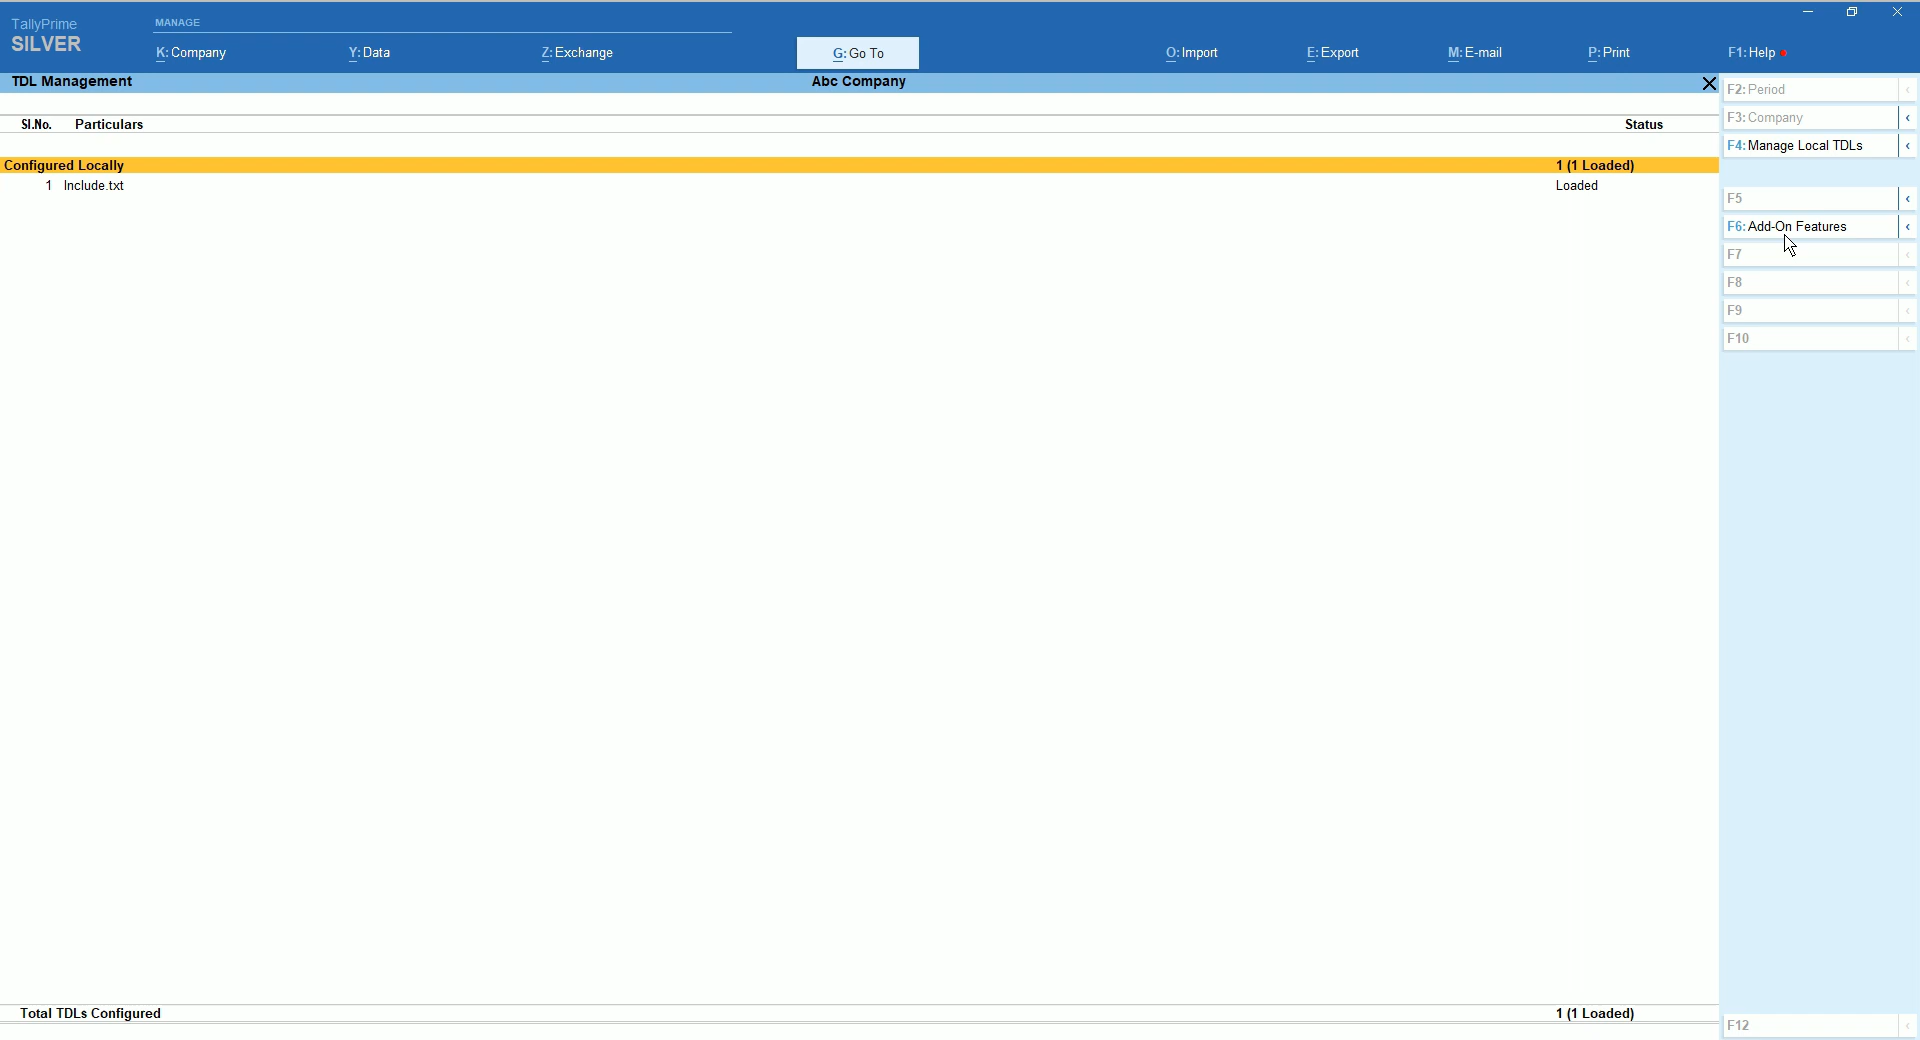 TallyPrime
SILVER
MANAGE
K: Company
Y: Data
Z: Exchange
G: Go To
O: Import
E: Export
M: E-mail
P: Print
F1: Help
TDL Management
Abc Company
Sl.No. Particulars
Status
Configured Locally
1 (1 Loaded)
1 Include.txt
Loaded
Total TDLs Configured
1 (1 Loaded)
F2: Period
F3: Company
F4: Manage Local TDLs
F5
F6: Add-On Features
F7
F8
F9
F10
F12